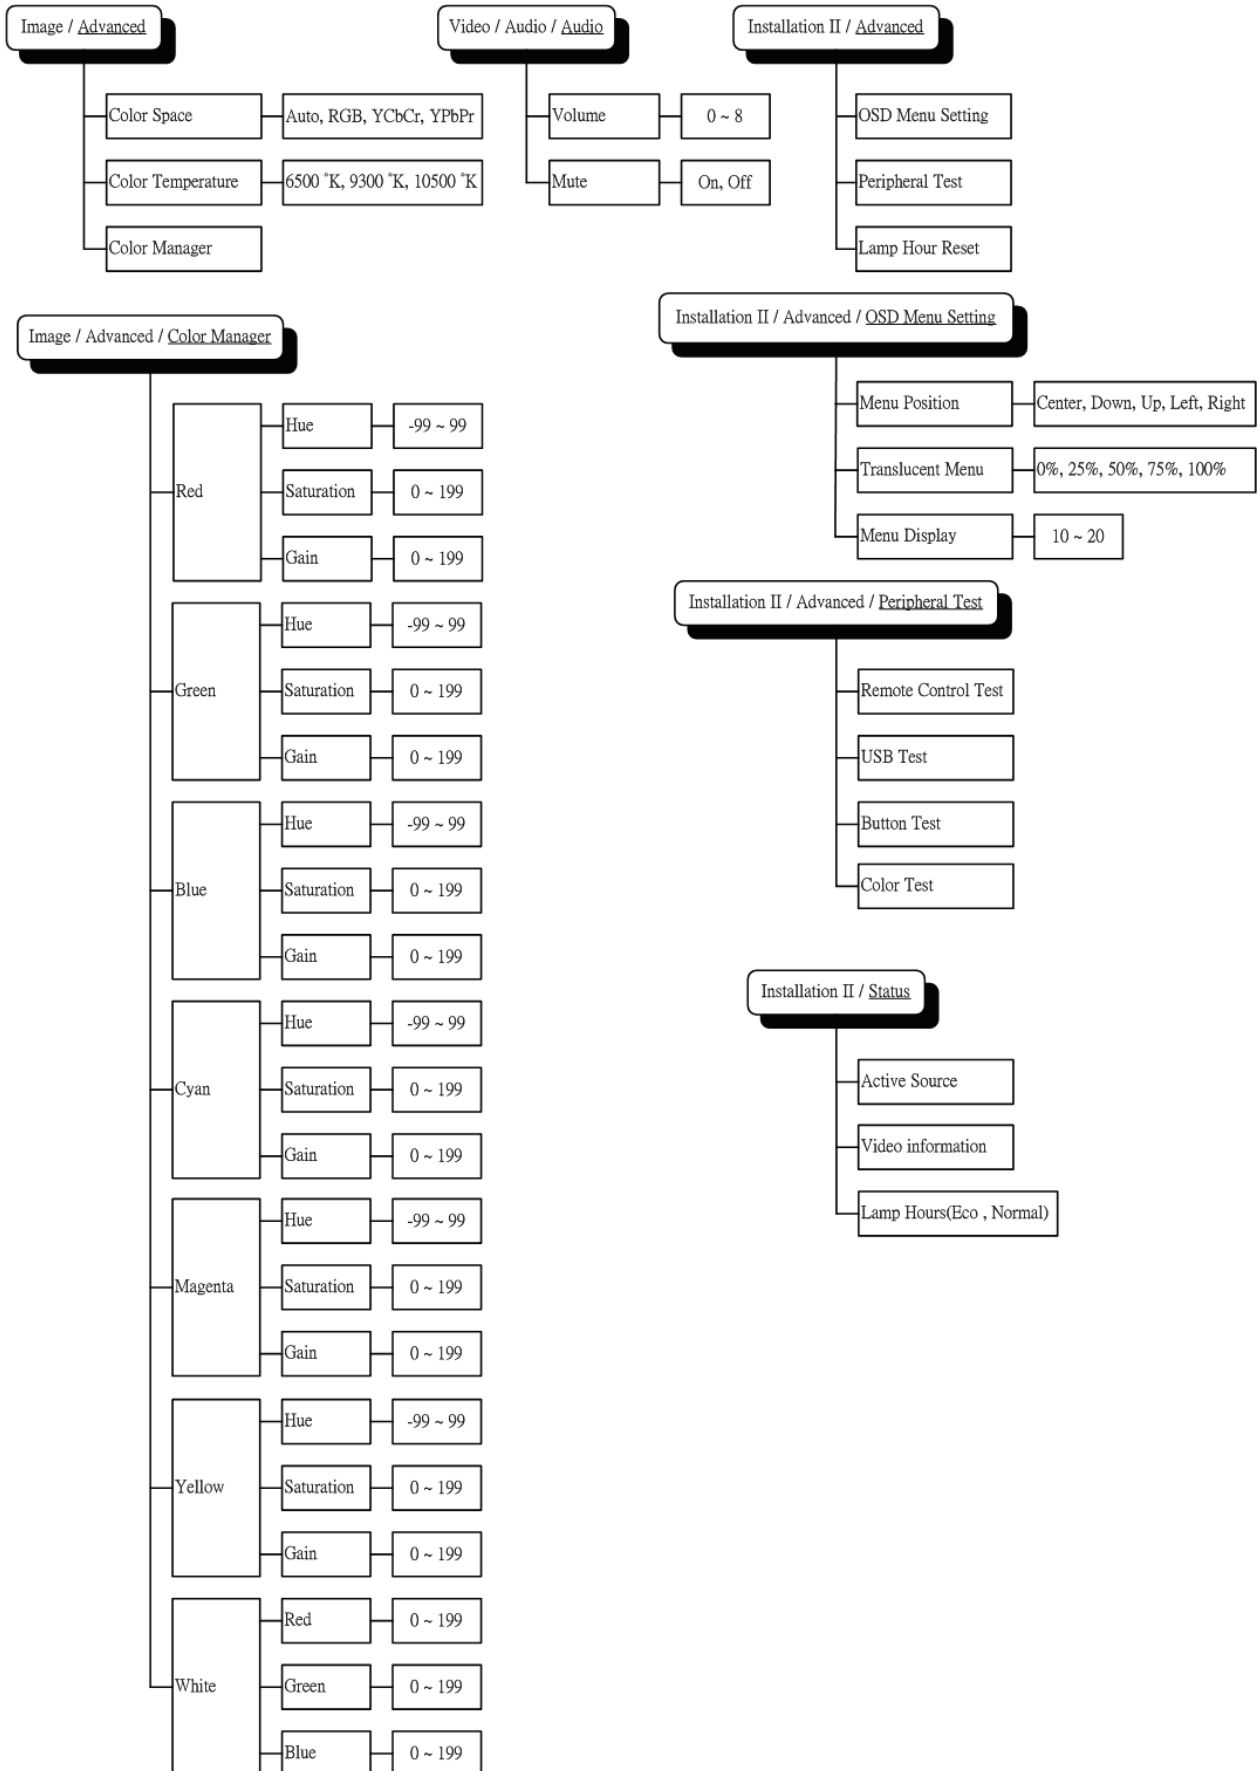 Image / Advanced
Color Space
Auto, RGB, YCbCr, YPbPr
Color Temperature
6500 °K, 9300 °K, 10500 °K
Color Manager
Video / Audio / Audio
Volume
0 ~ 8
Mute
On, Off
Installation II / Advanced
OSD Menu Setting
Peripheral Test
Lamp Hour Reset
Image / Advanced / Color Manager
Red
Hue
-99 ~ 99
Saturation
0 ~ 199
Gain
0 ~ 199
Green
Hue
-99 ~ 99
Saturation
0 ~ 199
Gain
0 ~ 199
Blue
Hue
-99 ~ 99
Saturation
0 ~ 199
Gain
0 ~ 199
Cyan
Hue
-99 ~ 99
Saturation
0 ~ 199
Gain
0 ~ 199
Magenta
Hue
-99 ~ 99
Saturation
0 ~ 199
Gain
0 ~ 199
Yellow
Hue
-99 ~ 99
Saturation
0 ~ 199
Gain
0 ~ 199
White
Red
0 ~ 199
Green
0 ~ 199
Blue
0 ~ 199
Installation II / Advanced / OSD Menu Setting
Menu Position
Center, Down, Up, Left, Right
Translucent Menu
0%, 25%, 50%, 75%, 100%
Menu Display
10 ~ 20
Installation II / Advanced / Peripheral Test
Remote Control Test
USB Test
Button Test
Color Test
Installation II / Status
Active Source
Video information
Lamp Hours(Eco , Normal)